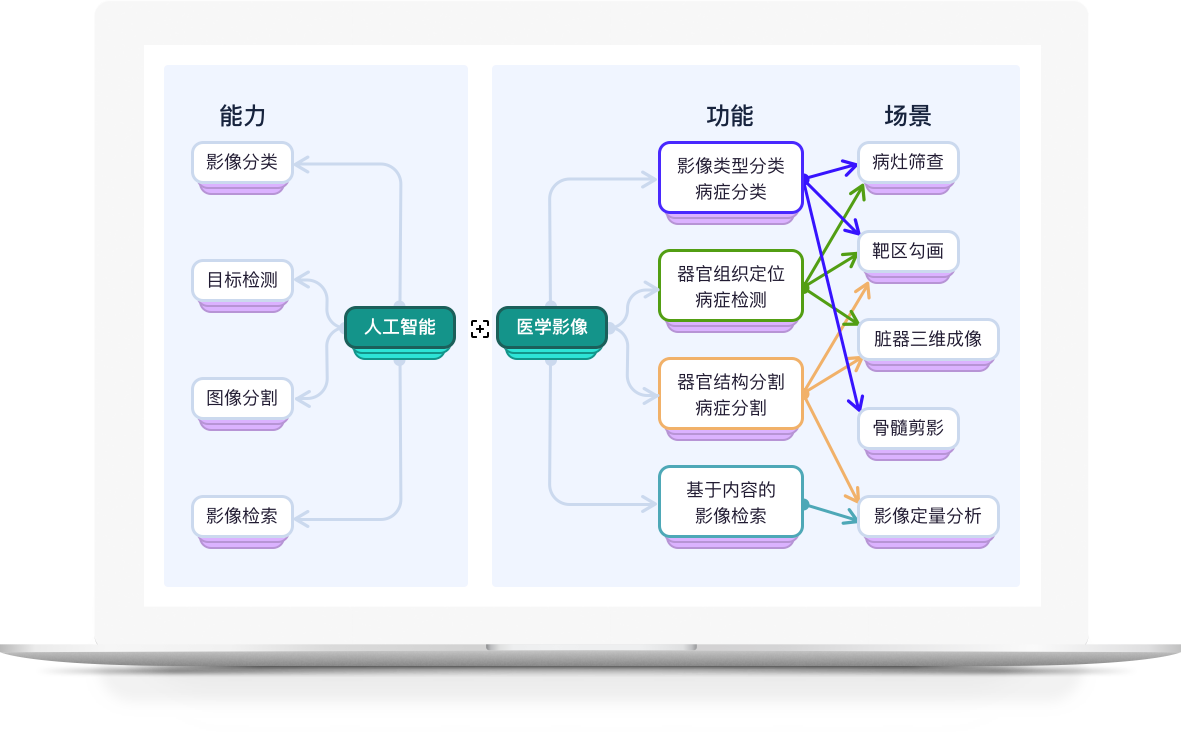 能力
影像分类
目标检测
图像分割
影像检索
人工智能
医学影像
功能
影像类型分类
病症分类
器官组织定位
病症检测
器官结构分割
病症分割
基于内容的
影像检索
场景
病灶筛查
靶区勾画
脏器三维成像
骨髓剪影
影像定量分析